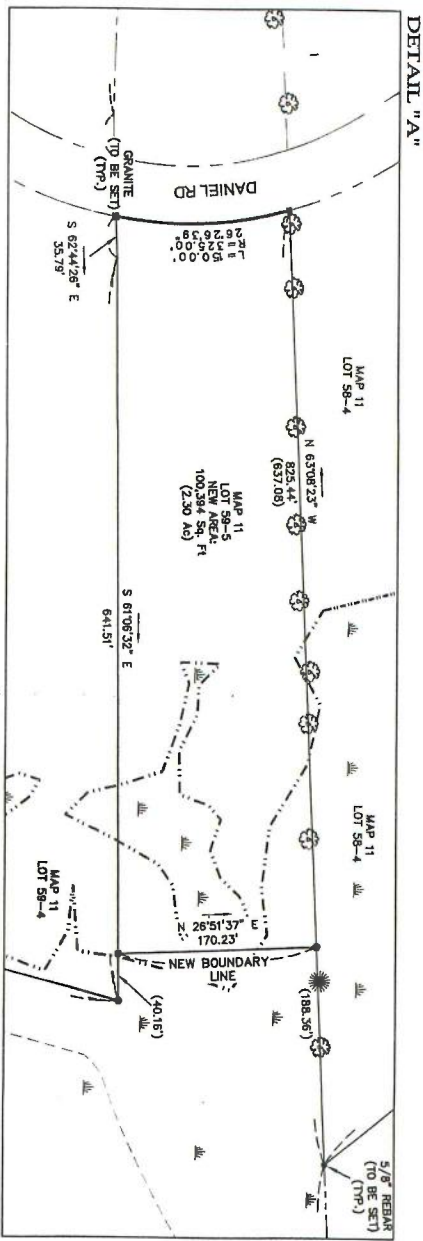 DETAIL "A"
DANIEL RD
GRANITE
(TO BE SET)
(TYP.)
S 62°44'26" E
35.79'
L=150.00'
R=325.00'
26°26'39"
MAP 11
LOT 58-4
N 63°08'23" W
825.44'
(637.08)
MAP 11
LOT 59-5
NEW AREA:
100,394 Sq. Ft
(2.30 Ac)
S 61°06'32" E
641.51'
MAP 11
LOT 58-4
MAP 11
LOT 59-4
N 26°51'37" E
170.23'
NEW BOUNDARY
LINE
(188.36')
(40.16')
5/8" REBAR
(TO BE SET)
(TYP.)